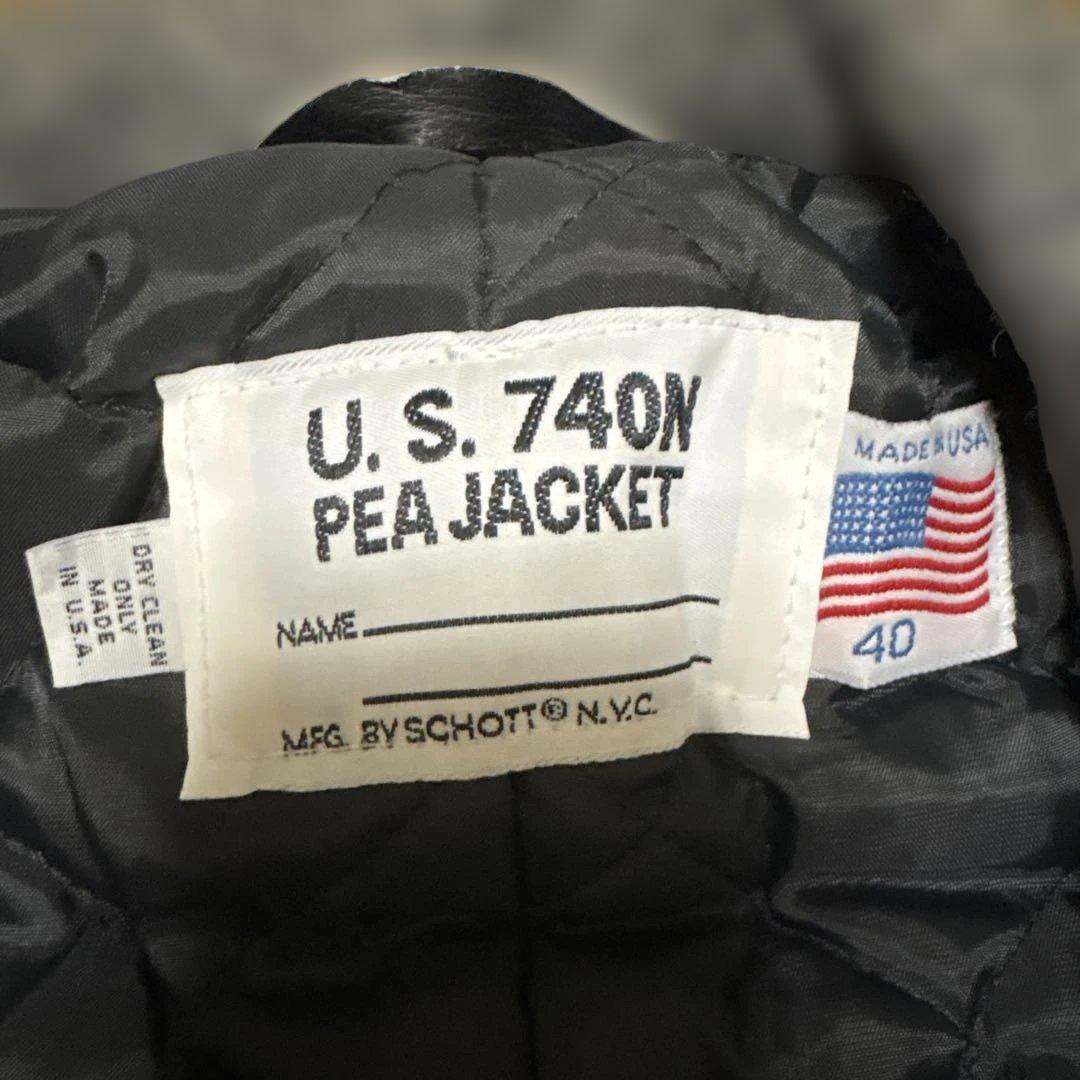 U. S. 740N
PEA JACKET
NAME
MFG. BY SCHOTT® N.Y.C.
DRY CLEAN
ONLY
MADE
IN U.S.A.
MADE IN USA
40